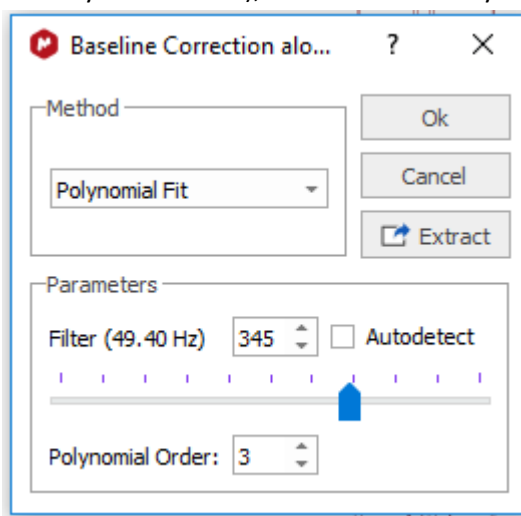 Baseline Correction alo... ?
Method
Ok
Polynomial Fit
Cancel
Extract
Parameters
Filter (49.40 Hz) 345 Autodetect
Polynomial Order: 3